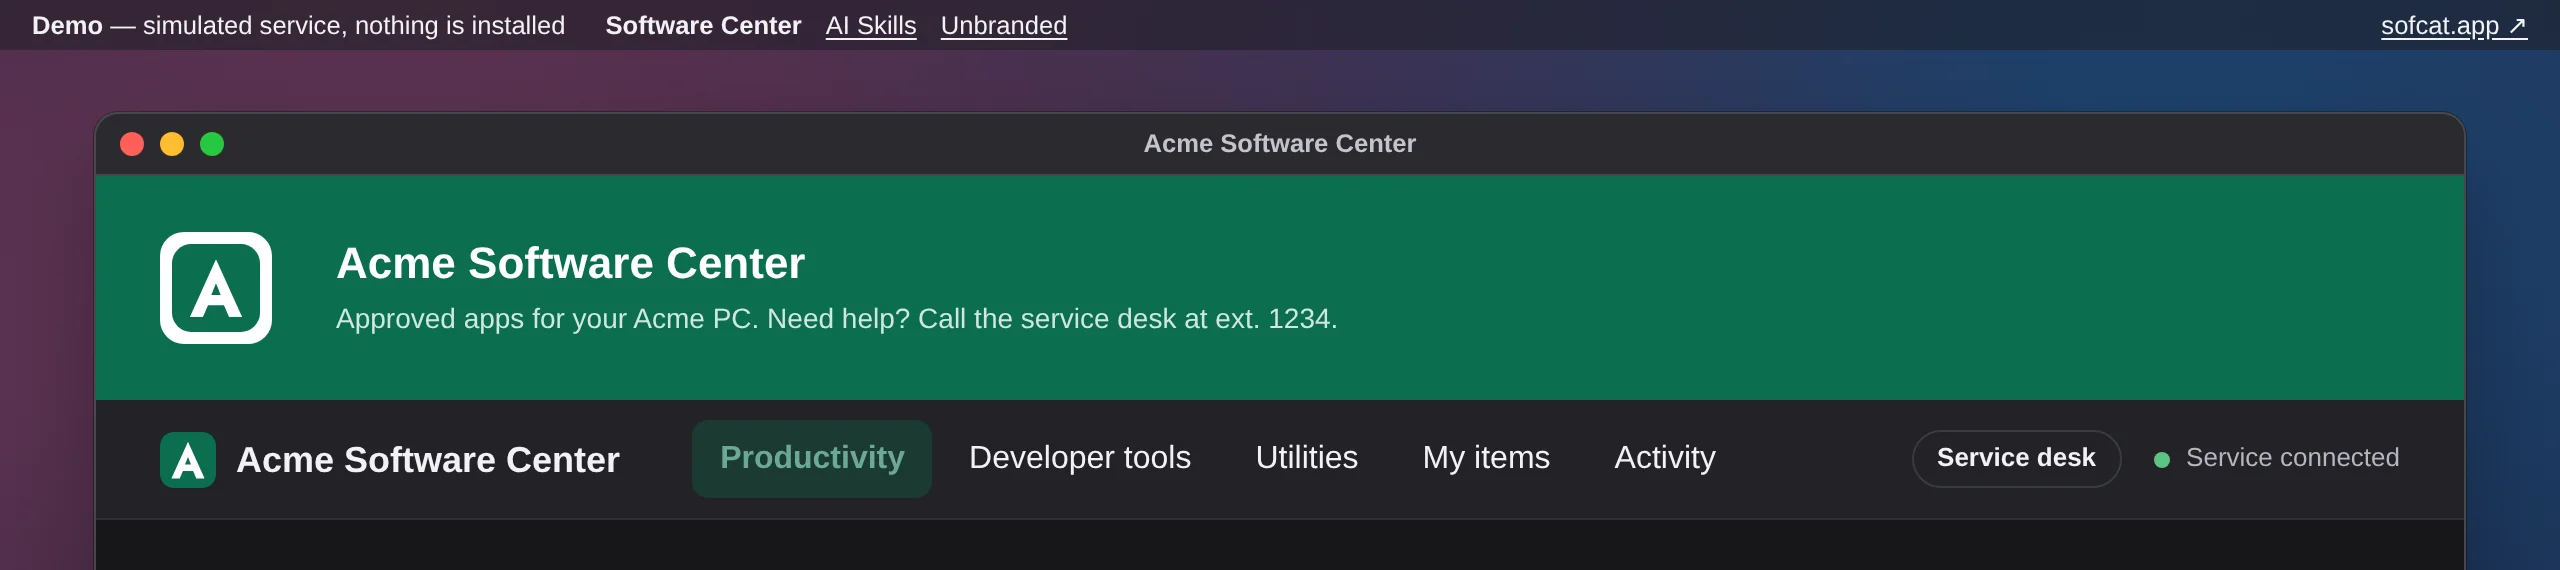 Demo — simulated service, nothing is installed Software Center AI Skills Unbranded sofcat.app ↗
Acme Software Center
Acme Software Center
Approved apps for your Acme PC. Need help? Call the service desk at ext. 1234.
Acme Software Center Productivity Developer tools Utilities My items Activity Service desk Service connected